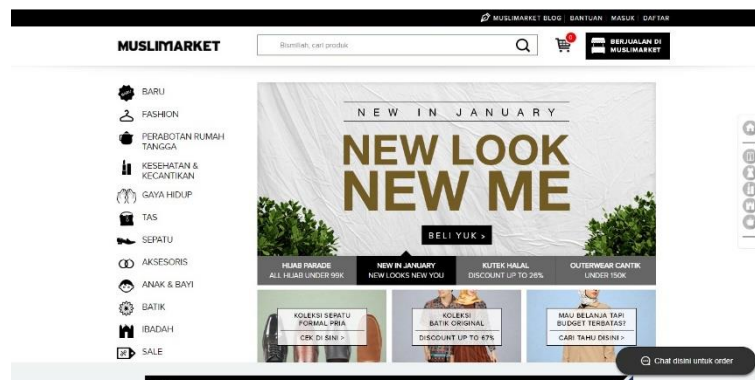 MUSLIMARKET BLOG | BANTUAN | MASUK | DAFTAR
MUSLIMARKET
Bismillah, cari produk
0
BERJUALAN DI
MUSLIMARKET
BARU
FASHION
PERABOTAN RUMAH
TANGGA
KESEHATAN &
KECANTIKAN
GAYA HIDUP
TAS
SEPATU
AKSESORIS
ANAK & BAYI
BATIK
IBADAH
SALE
NEW IN JANUARY
NEW LOOK
NEW ME
BELI YUK >
HIJAB PARADE
ALL HIJAB UNDER 99K
NEW IN JANUARY
NEW LOOKS NEW YOU
KUTEK HALAL
DISCOUNT UP TO 26%
OUTERWEAR CANTIK
UNDER 150K
KOLEKSI SEPATU
FORMAL PRIA
CEK DI SINI >
KOLEKSI
BATIK ORIGINAL
DISCOUNT UP TO 67%
MAU BELANJA TAPI
BUDGET TERBATAS?
CARI TAHU DISINI >
Chat disini untuk order